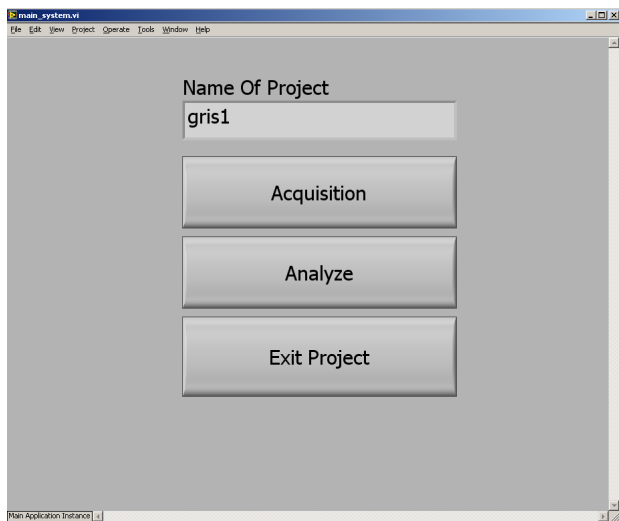 main_system.vi
File Edit View Project Operate Tools Window Help
Name Of Project
gris1
Acquisition
Analyze
Exit Project
Main Application Instance